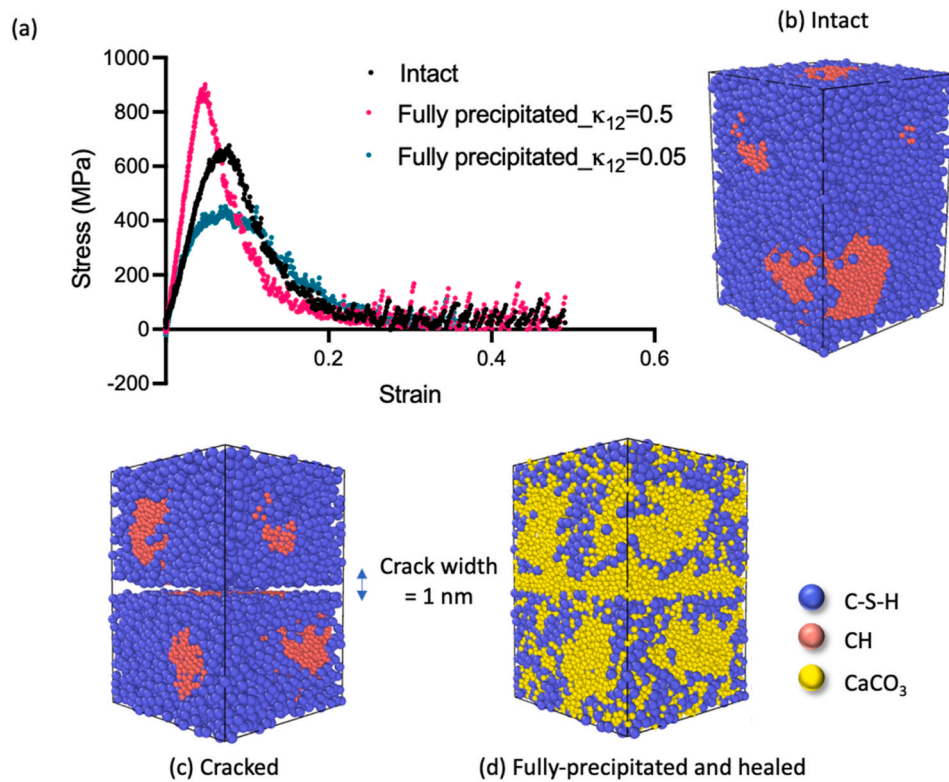 (a)
1000
800
600
400
200
0
-200
Stress (MPa)
0.2
0.4
0.6
Strain
Intact
Fully precipitated_κ₁₂=0.5
Fully precipitated_κ₁₂=0.05
(b) Intact
Crack width
= 1 nm
C-S-H
CH
CaCO₃
(c) Cracked
(d) Fully-precipitated and healed